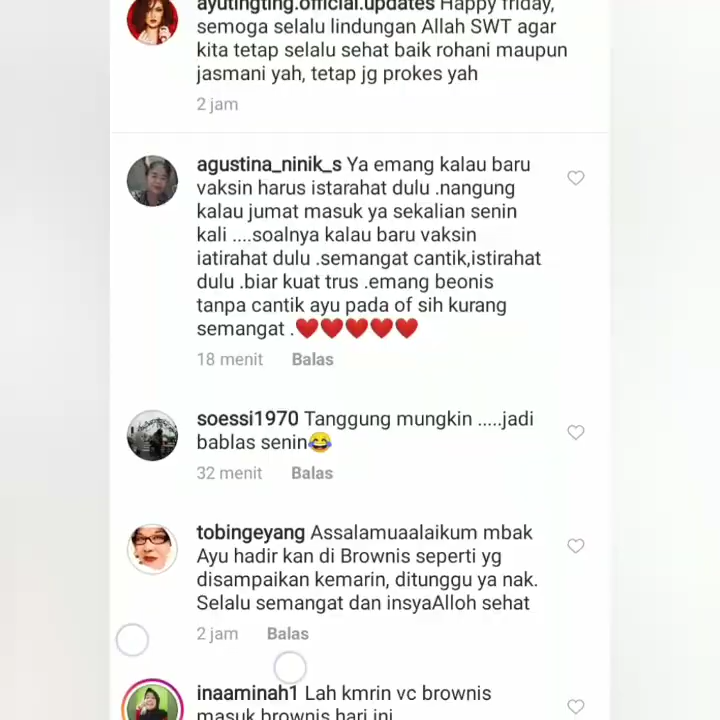 ayutingting.official.updates Happy friday,
semoga selalu lindungan Allah SWT agar
kita tetap selalu sehat baik rohani maupun
jasmani yah, tetap jg prokes yah
2 jam
agustina_ninik_s Ya emang kalau baru
vaksin harus istarahat dulu .nangung
kalau jumat masuk ya sekalian senin
kali ....soalnya kalau baru vaksin
iatirahat dulu .semangat cantik,istirahat
dulu .biar kuat trus .emang beonis
tanpa cantik ayu pada of sih kurang
semangat .❤️❤️❤️❤️❤️
18 menit Balas
soessi1970 Tanggung mungkin .....jadi
bablas senin😂
32 menit Balas
tobingeyang Assalamuaalaikum mbak
Ayu hadir kan di Brownis seperti yg
disampaikan kemarin, ditunggu ya nak.
Selalu semangat dan insyaAlloh sehat
2 jam Balas
inaaminah1 Lah kmrin vc brownis
masuk brownis hari ini